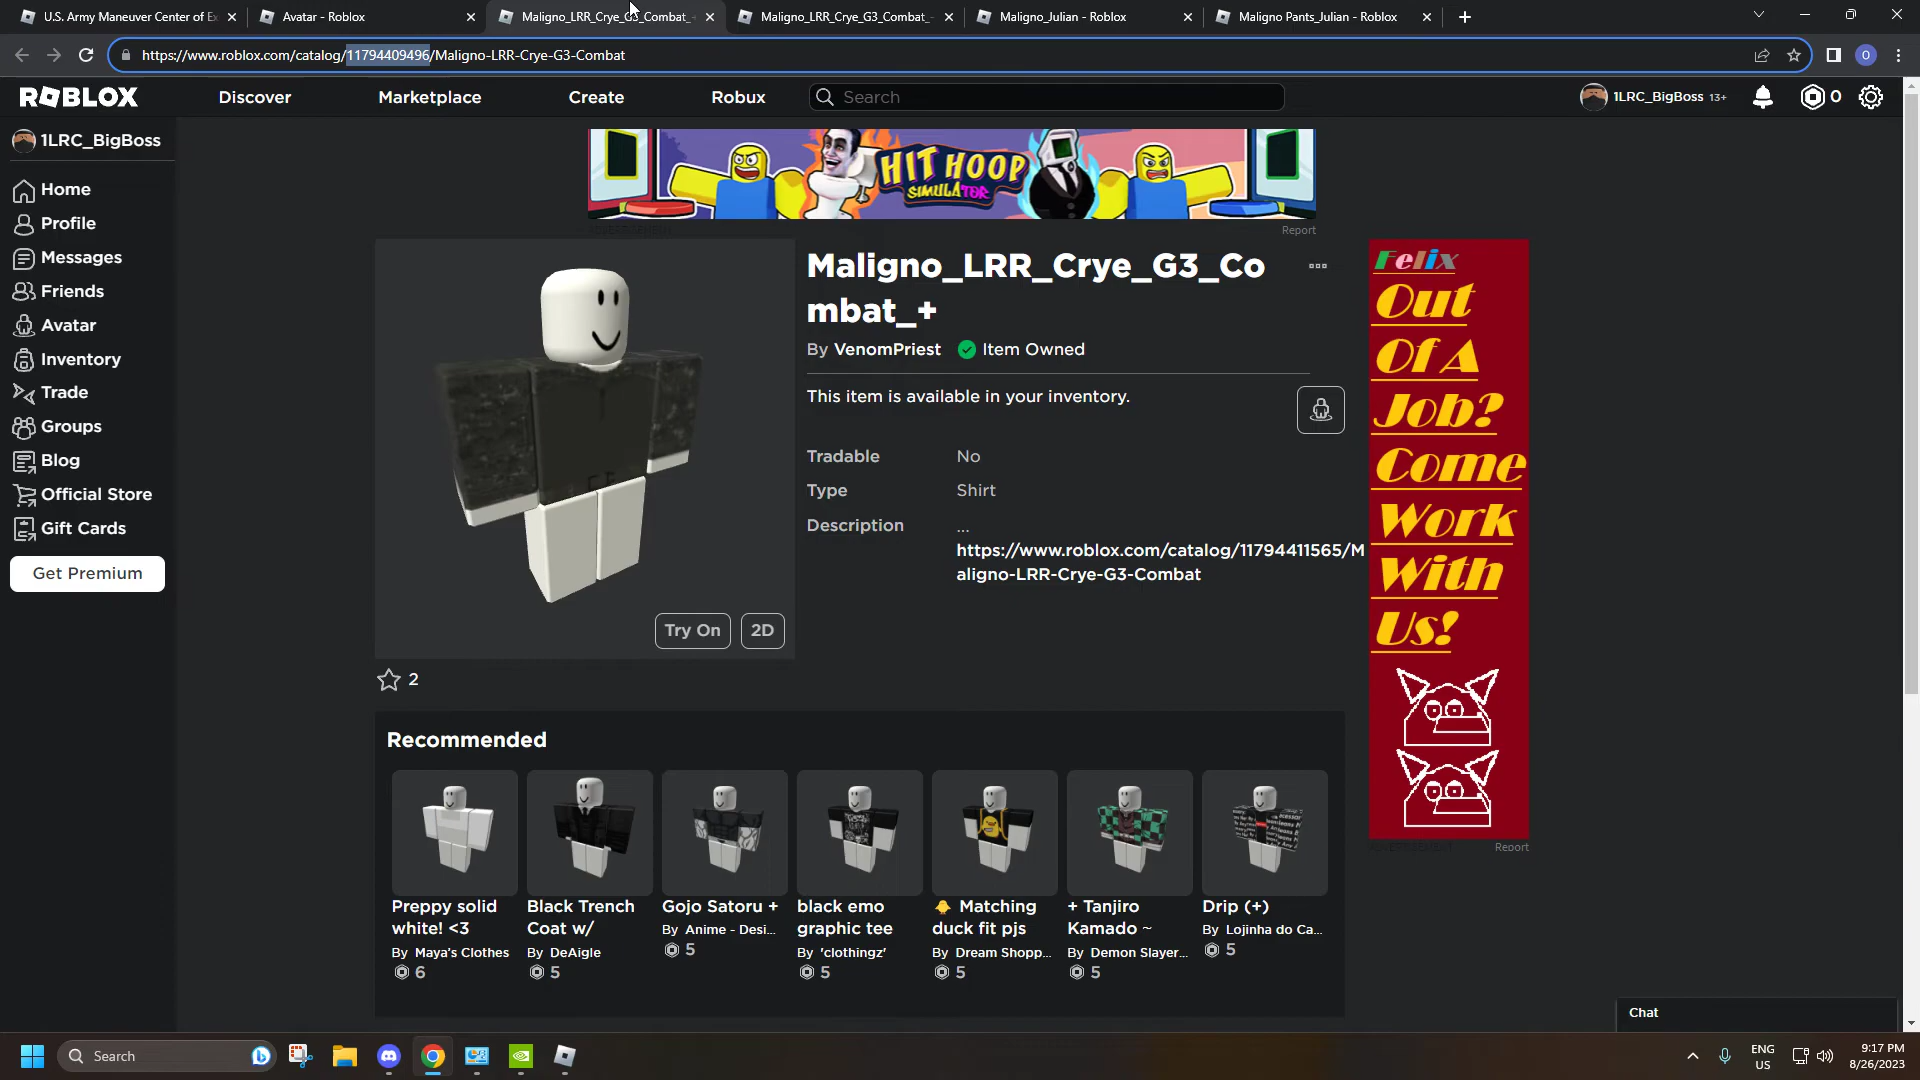 U.S. Army Maneuver Center of Ex
Avatar - Roblox
Maligno_LRR_Crye_G3_Combat_+
Maligno_LRR_Crye_G3_Combat_-
Maligno_Julian - Roblox
Maligno Pants_Julian - Roblox
https://www.roblox.com/catalog/11794409496/Maligno-LRR-Crye-G3-Combat
O
ROBLOX
Discover
Marketplace
Create
Robux
Search
1LRC_BigBoss 13+
0
1LRC_BigBoss
Home
Profile
Messages
Friends
Avatar
Inventory
Trade
Groups
Blog
Official Store
Gift Cards
Get Premium
HIT HOOP
SIMULATOR
ADVERTISEMENT
Report
Maligno_LRR_Crye_G3_Co
mbat_+
By VenomPriest Item Owned
This item is available in your inventory.
Tradable No
Type Shirt
Description ...
https://www.roblox.com/catalog/11794411565/M
aligno-LRR-Crye-G3-Combat
Try On
2D
2
Felix
Out
Of A
Job?
Come
Work
With
Us!
ADVERTISEMENT
Report
Recommended
Preppy solid
white! <3
By Maya's Clothes
6
Black Trench
Coat w/
By DeAigle
5
Gojo Satoru +
By Anime - Desi...
5
black emo
graphic tee
By 'clothingz'
5
🐥 Matching
duck fit pjs
By Dream Shopp...
5
+ Tanjiro
Kamado ~
By Demon Slayer...
5
Drip (+)
By Lojinha do Ca...
5
Chat
Search
ENG
US
9:17 PM
8/26/2023